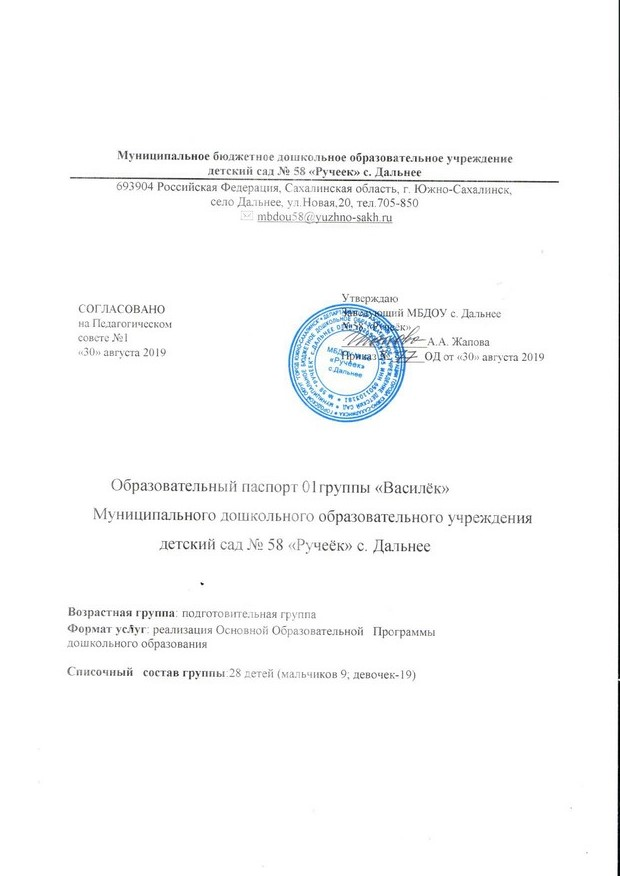 Муниципальное бюджетное дошкольное образовательное учреждение
детский сад № 58 «Ручеек» с. Дальнее
693904 Российская Федерация, Сахалинская область, г. Южно-Сахалинск,
село Дальнее, ул.Новая,20, тел.705-850
mbdou58@yuzhno-sakh.ru
СОГЛАСОВАНО
на Педагогическом
совете №1
«30» августа 2019
Утверждаю
Заведующий МБДОУ с. Дальнее
№58 «Ручеёк»
А.А. Жапова
Приказ № ОД от «30» августа 2019
«Ручеек»
с.Дальнее
Образовательный паспорт 01группы «Василёк»
Муниципального дошкольного образовательного учреждения
детский сад № 58 «Ручеёк» с. Дальнее
Возрастная группа: подготовительная группа
Формат услуг: реализация Основной Образовательной Программы
дошкольного образования
Списочный состав группы:28 детей (мальчиков 9; девочек-19)